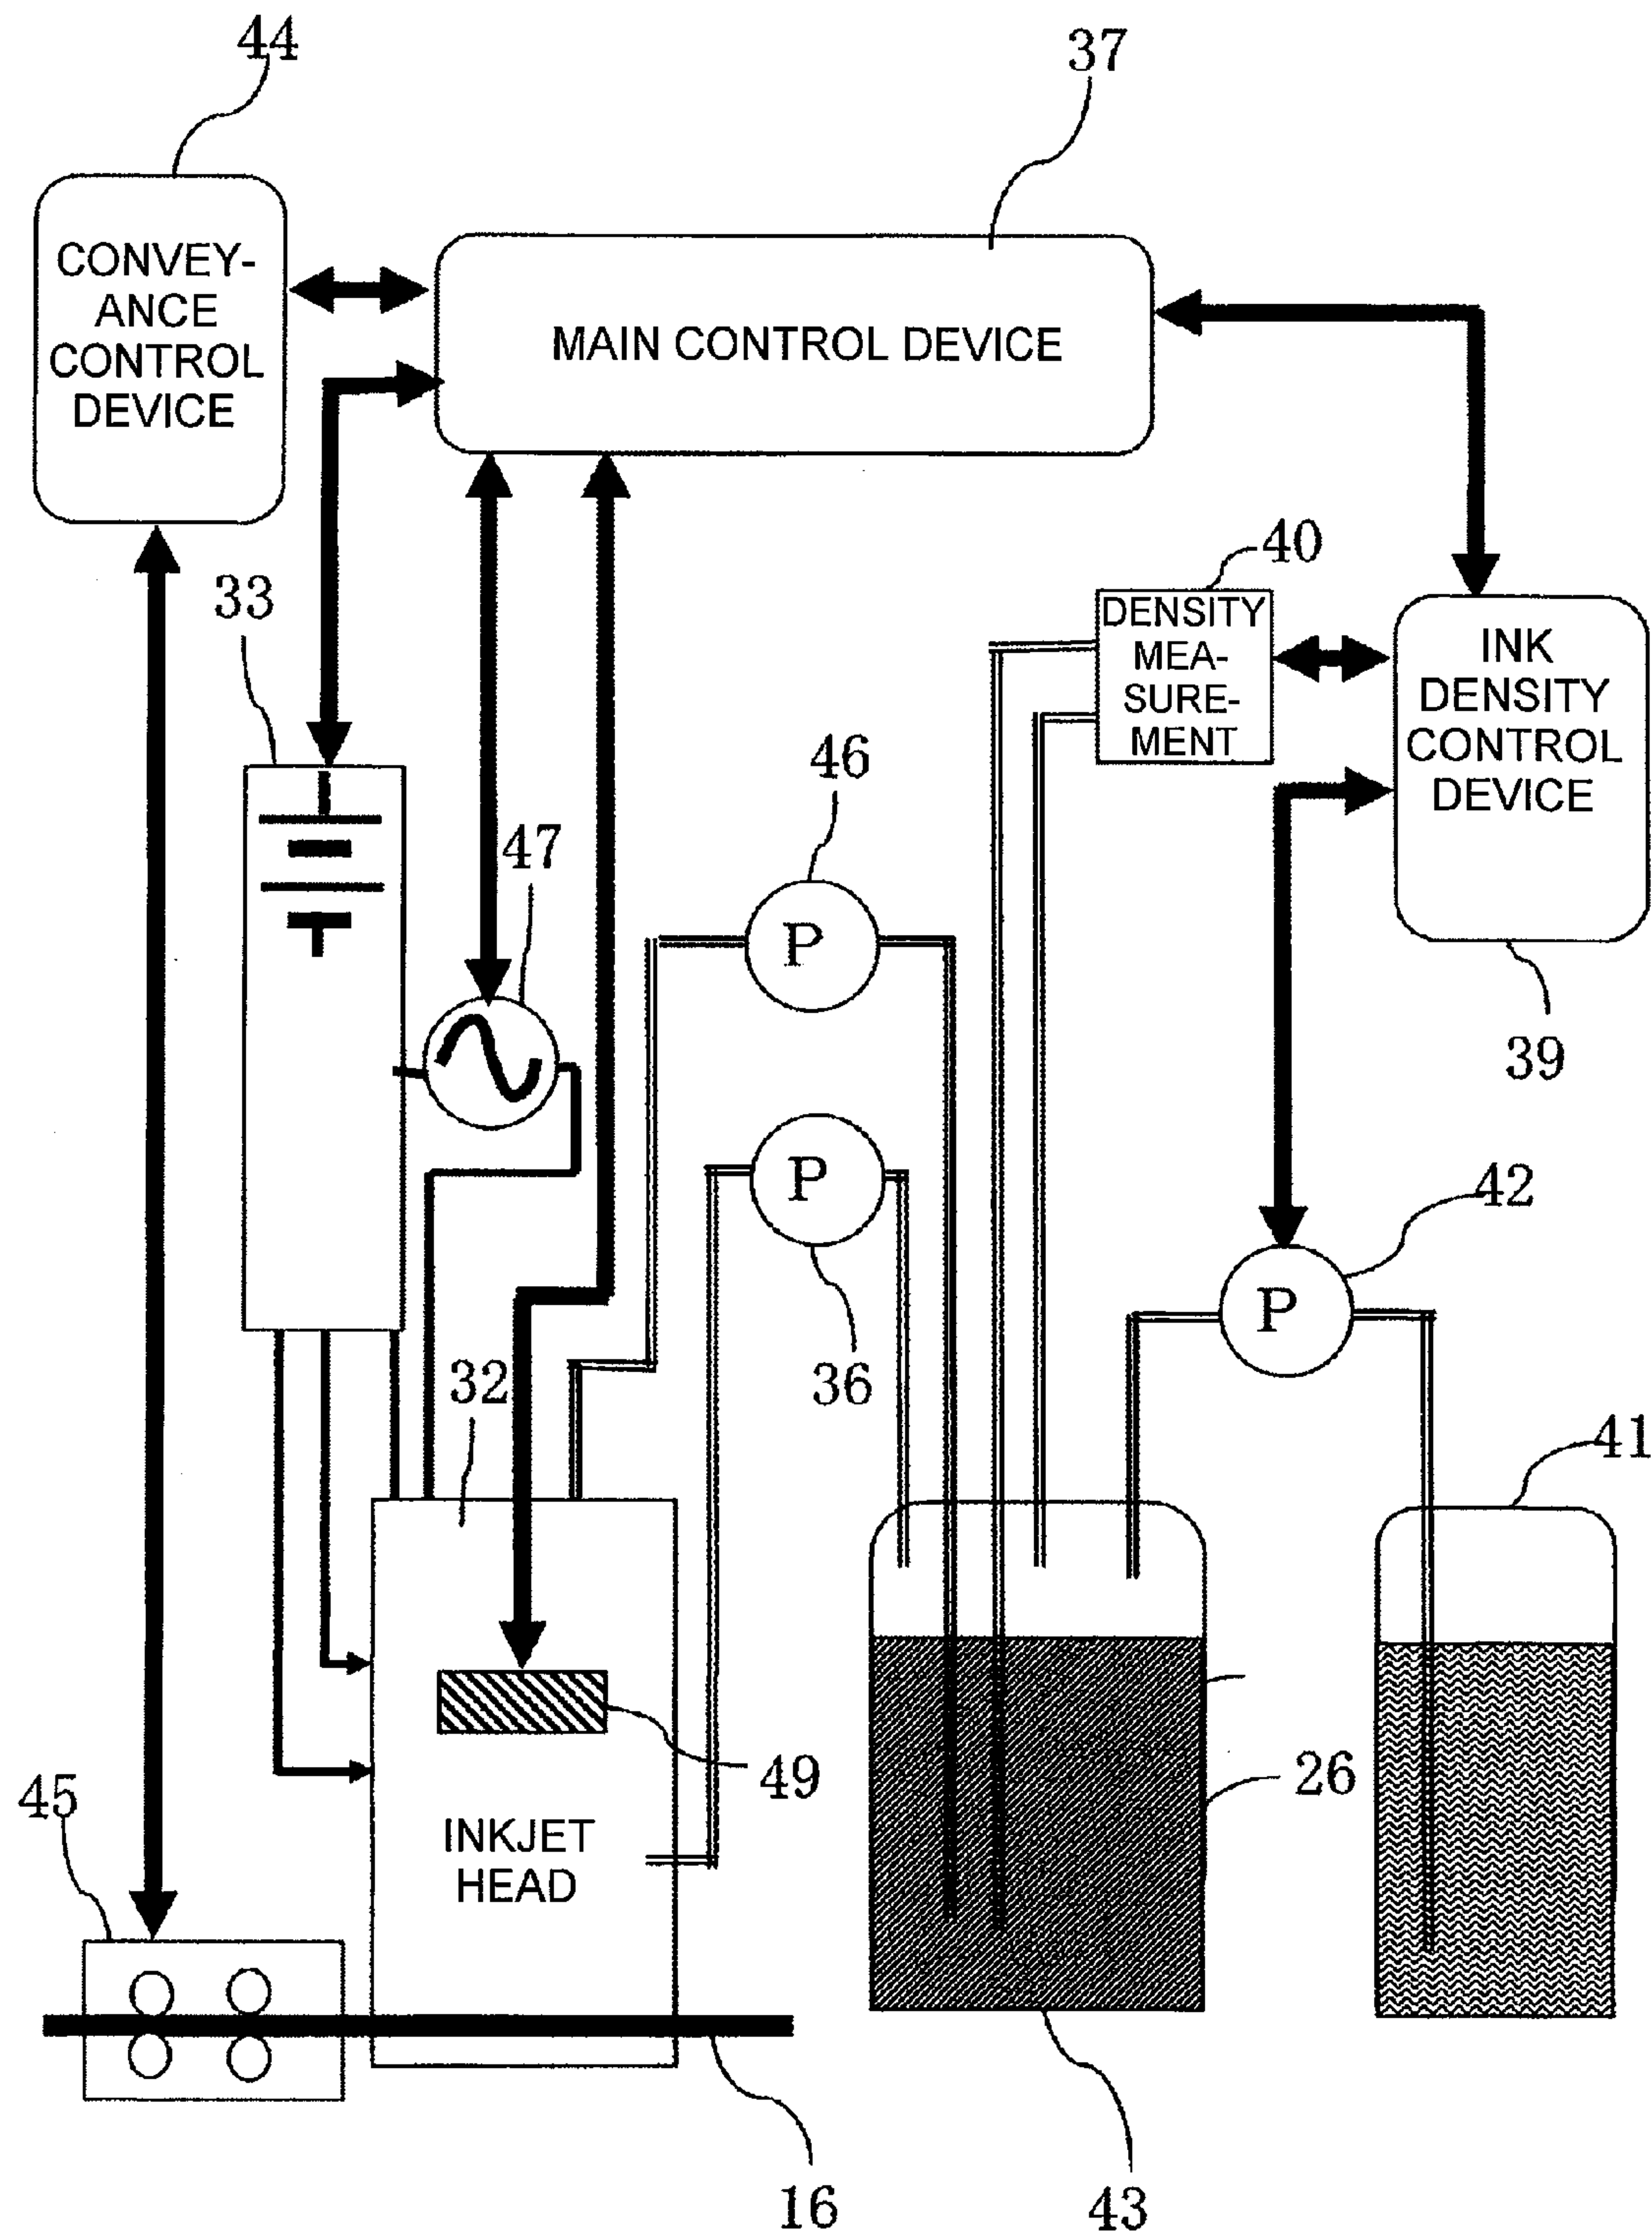 44
37
CONVEY-
ANCE
CONTROL
DEVICE
MAIN CONTROL DEVICE
40
33
DENSITY
MEA-
SURE-
MENT
INK
DENSITY
CONTROL
DEVICE
46
47
P
39
P
42
36
P
32
41
49
26
45
INKJET
HEAD
16
43